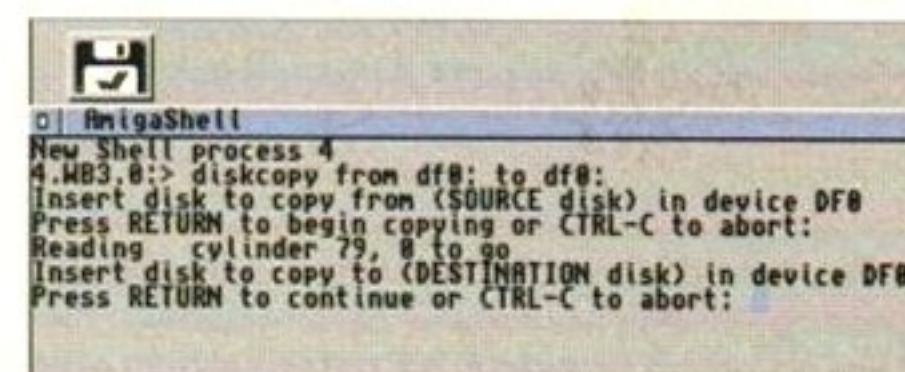 AmigaShell
New Shell process 4
4.WB3.0:> diskcopy from df0: to df0:
Insert disk to copy from (SOURCE disk) in device DF0
Press RETURN to begin copying or CTRL-C to abort:
Reading cylinder 79, 0 to go
Insert disk to copy to (DESTINATION disk) in device DF0
Press RETURN to continue or CTRL-C to abort: